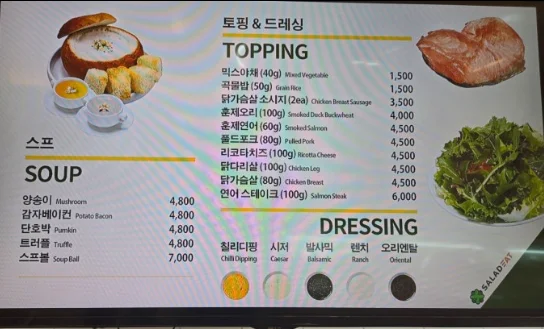 스프
SOUP
양송이 Mushroom 4,800
감자베이컨 Potato Bacon 4,800
단호박 Pumkin 4,800
트러플 Truffle 4,800
스프볼 Soup Ball 7,000
토핑 & 드레싱
TOPPING
믹스야채 (40g) Mixed Vegetable 1,500
곡물밥 (50g) Grain Rice 1,500
닭가슴살 소시지 (2ea) Chicken Breast Sausage 3,500
훈제오리 (100g) Smoked Duck Buckwheat 4,000
훈제연어 (60g) Smoked Salmon 4,500
풀드포크 (80g) Pulled Pork 4,500
리코타치즈 (100g) Ricotta Cheese 4,500
닭다리살 (100g) Chicken Leg 4,500
닭가슴살 (80g) Chicken Breast 4,500
연어 스테이크 (100g) Salmon Steak 6,000
DRESSING
칠리디핑 시저 발사믹 렌치 오리엔탈
Chilli Dipping Caesar Balsamic Ranch Oriental
SALADEAT